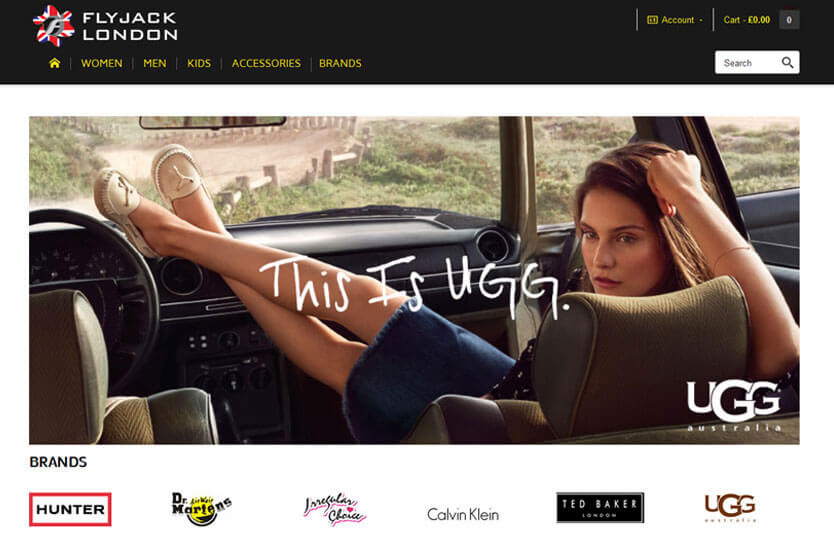 FLYJACK
LONDON
Account
Cart - £0.00 0
WOMEN MEN KIDS ACCESSORIES BRANDS
Search
This Is UGG.
UGG
australia
BRANDS
HUNTER
Dr. AirWair
Martens
Irregular
Choice
Calvin Klein
TED BAKER
LONDON
UGG
australia